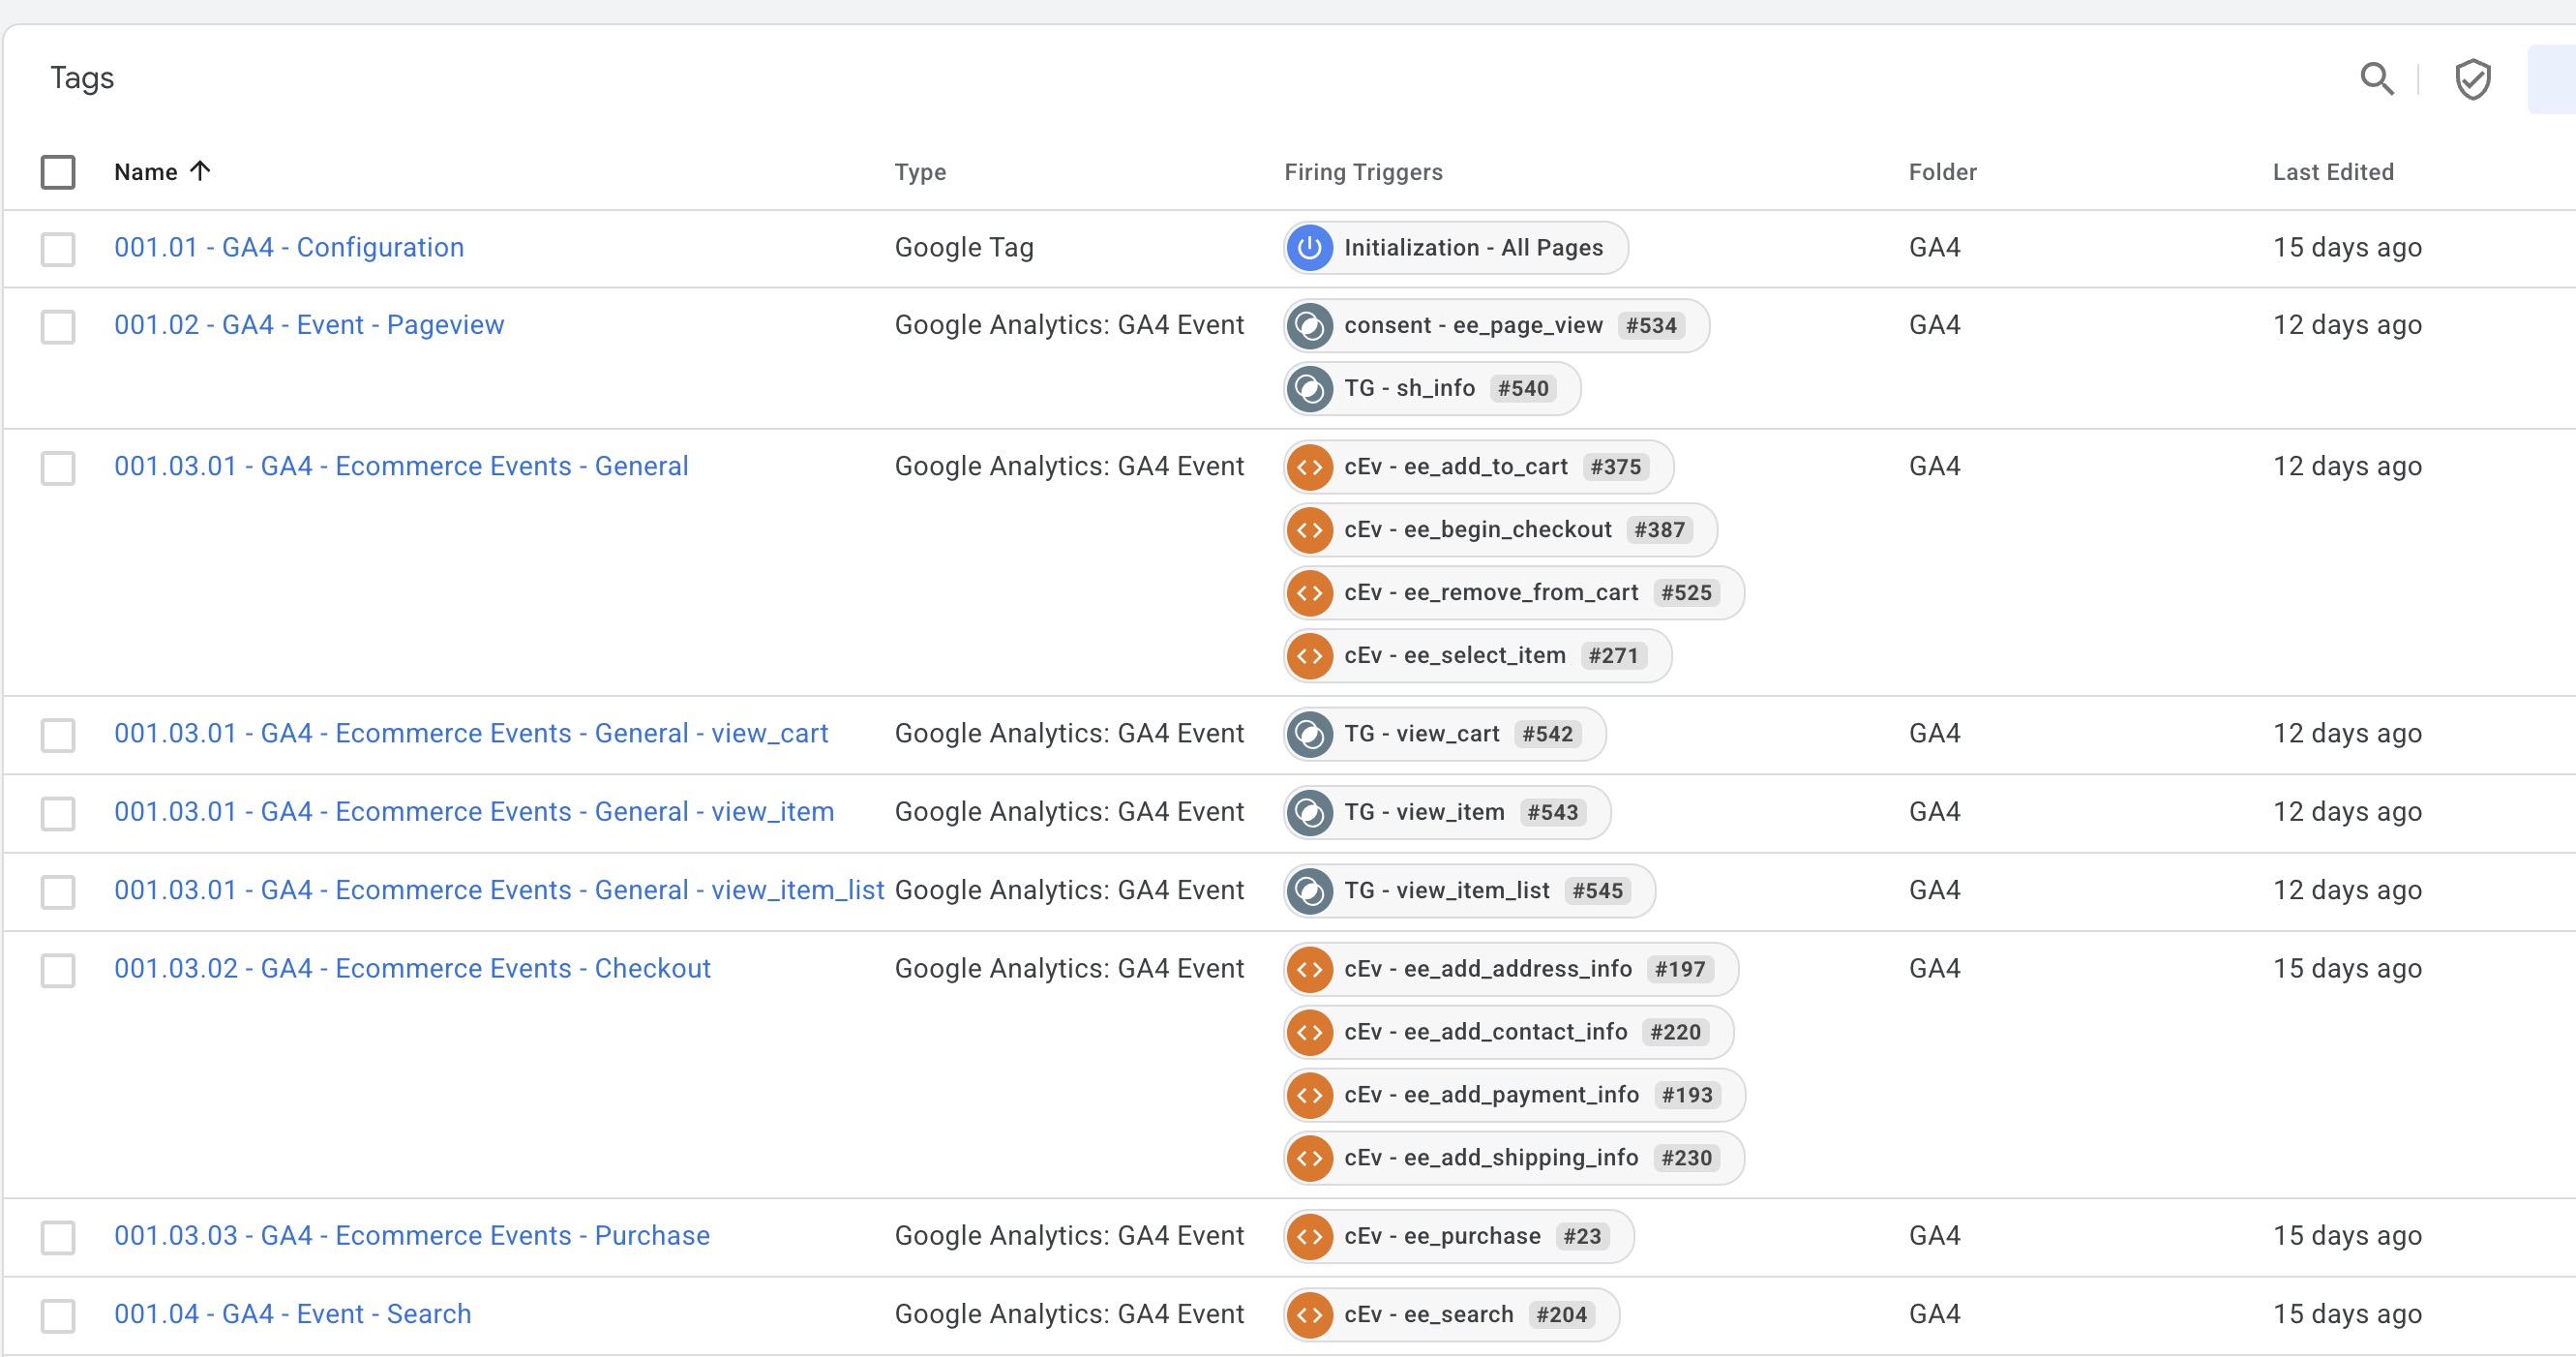 Tags
Name Type Firing Triggers Folder Last Edited
001.01 - GA4 - Configuration Google Tag Initialization - All Pages GA4 15 days ago
001.02 - GA4 - Event - Pageview Google Analytics: GA4 Event consent - ee_page_view #534 GA4 12 days ago
TG - sh_info #540
001.03.01 - GA4 - Ecommerce Events - General Google Analytics: GA4 Event cEv - ee_add_to_cart #375 GA4 12 days ago
cEv - ee_begin_checkout #387
cEv - ee_remove_from_cart #525
cEv - ee_select_item #271
001.03.01 - GA4 - Ecommerce Events - General - view_cart Google Analytics: GA4 Event TG - view_cart #542 GA4 12 days ago
001.03.01 - GA4 - Ecommerce Events - General - view_item Google Analytics: GA4 Event TG - view_item #543 GA4 12 days ago
001.03.01 - GA4 - Ecommerce Events - General - view_item_list Google Analytics: GA4 Event TG - view_item_list #545 GA4 12 days ago
001.03.02 - GA4 - Ecommerce Events - Checkout Google Analytics: GA4 Event cEv - ee_add_address_info #197 GA4 15 days ago
cEv - ee_add_contact_info #220
cEv - ee_add_payment_info #193
cEv - ee_add_shipping_info #230
001.03.03 - GA4 - Ecommerce Events - Purchase Google Analytics: GA4 Event cEv - ee_purchase #23 GA4 15 days ago
001.04 - GA4 - Event - Search Google Analytics: GA4 Event cEv - ee_search #204 GA4 15 days ago